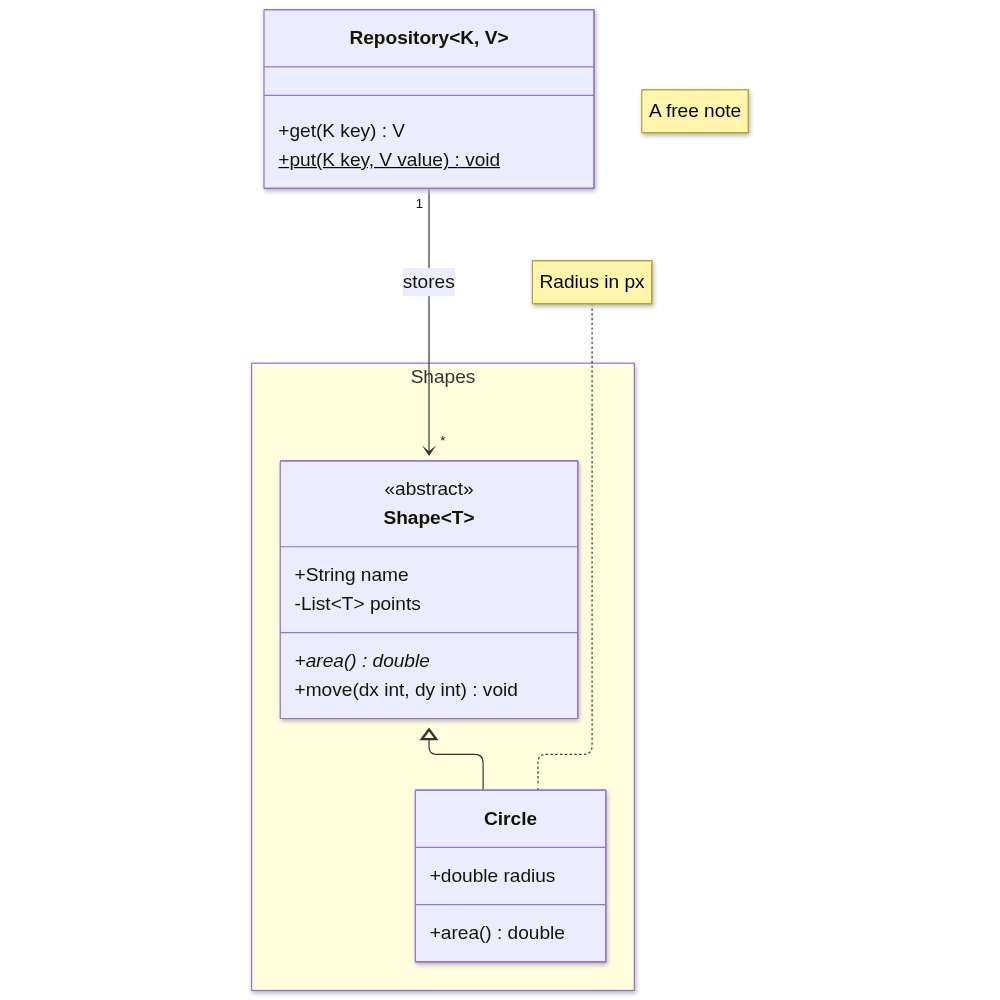 Repository<K, V>
+get(K key) : V
+put(K key, V value) : void
A free note
1
stores
Radius in px
Shapes
*
«abstract»
Shape<T>
+String name
-List<T> points
+area() : double
+move(dx int, dy int) : void
Circle
+double radius
+area() : double